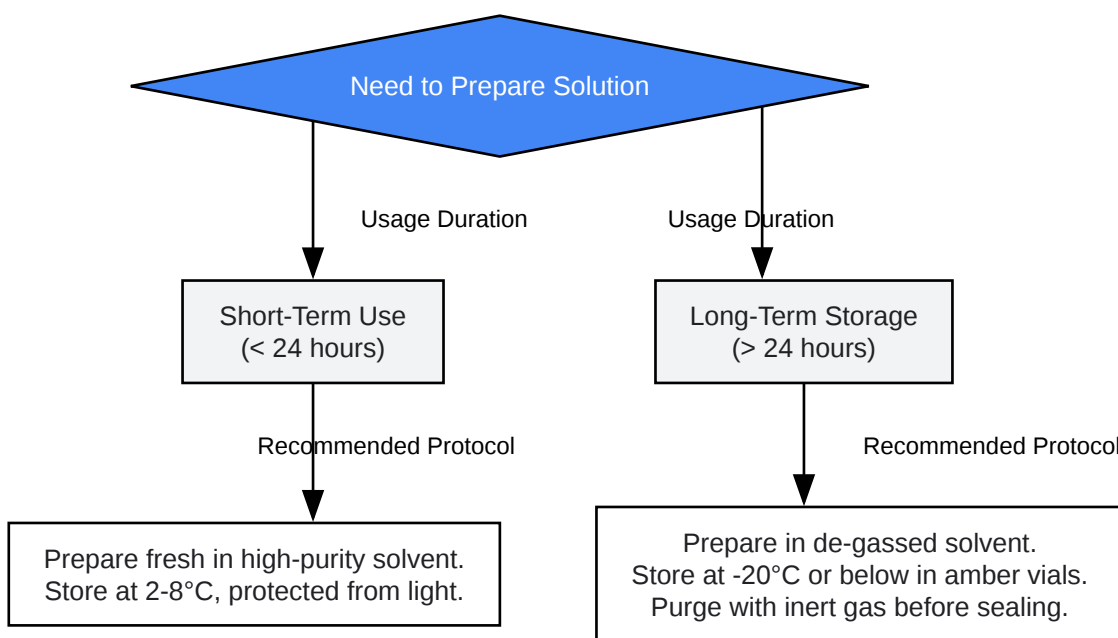 Need to Prepare Solution
Usage Duration
Usage Duration
Short-Term Use
(< 24 hours)
Long-Term Storage
(> 24 hours)
Recommended Protocol
Recommended Protocol
Prepare fresh in high-purity solvent.
Store at 2-8°C, protected from light.
Prepare in de-gassed solvent.
Store at -20°C or below in amber vials.
Purge with inert gas before sealing.